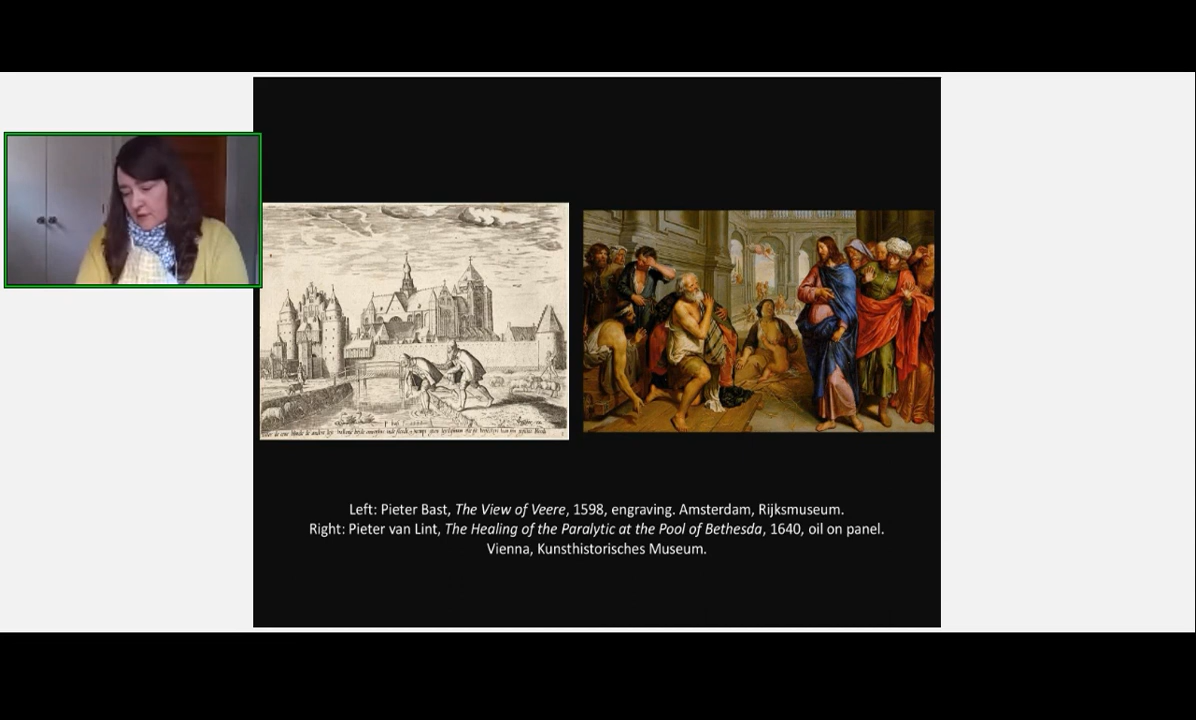 Left: Pieter Bast, The View of Veere, 1598, engraving. Amsterdam, Rijksmuseum.
Right: Pieter van Lint, The Healing of the Paralytic at the Pool of Bethesda, 1640, oil on panel.
Vienna, Kunsthistorisches Museum.